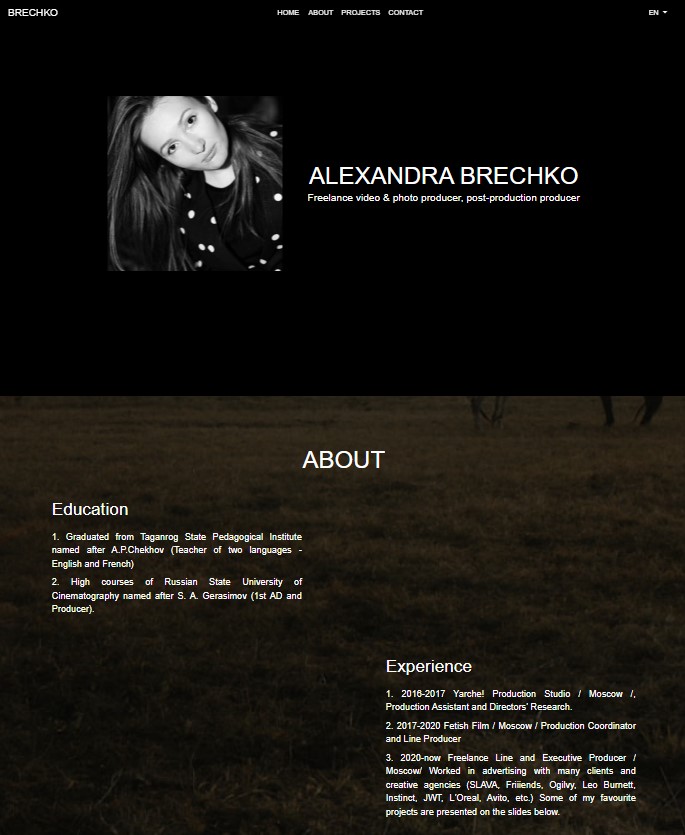 BRECHKO
HOME ABOUT PROJECTS CONTACT
EN
ALEXANDRA BRECHKO
Freelance video & photo producer, post-production producer
ABOUT
Education
1. Graduated from Taganrog State Pedagogical Institute
named after A.P.Chekhov (Teacher of two languages -
English and French)
2. High courses of Russian State University of
Cinematography named after S. A. Gerasimov (1st AD and
Producer).
Experience
1. 2016-2017 Yarche! Production Studio / Moscow /,
Production Assistant and Directors' Research.
2. 2017-2020 Fetish Film / Moscow / Production Coordinator
and Line Producer
3. 2020-now Freelance Line and Executive Producer /
Moscow/ Worked in advertising with many clients and
creative agencies (SLAVA, Friiiends, Ogilvy, Leo Burnett,
Instinct, JWT, L'Oreal, Avito, etc.) Some of my favourite
projects are presented on the slides below.